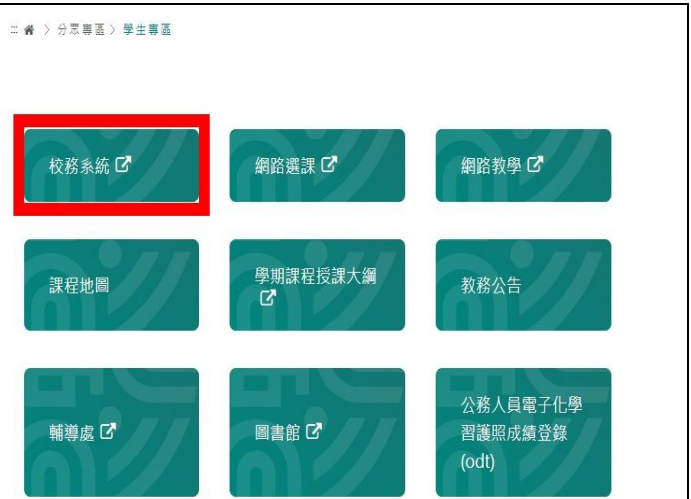 ::: > 分眾專區 > 學生專區
校務系統
網路選課
網路教學
課程地圖
學期課程授課大綱
教務公告
輔導處
圖書館
公務人員電子化學
習護照成績登錄
(odt)